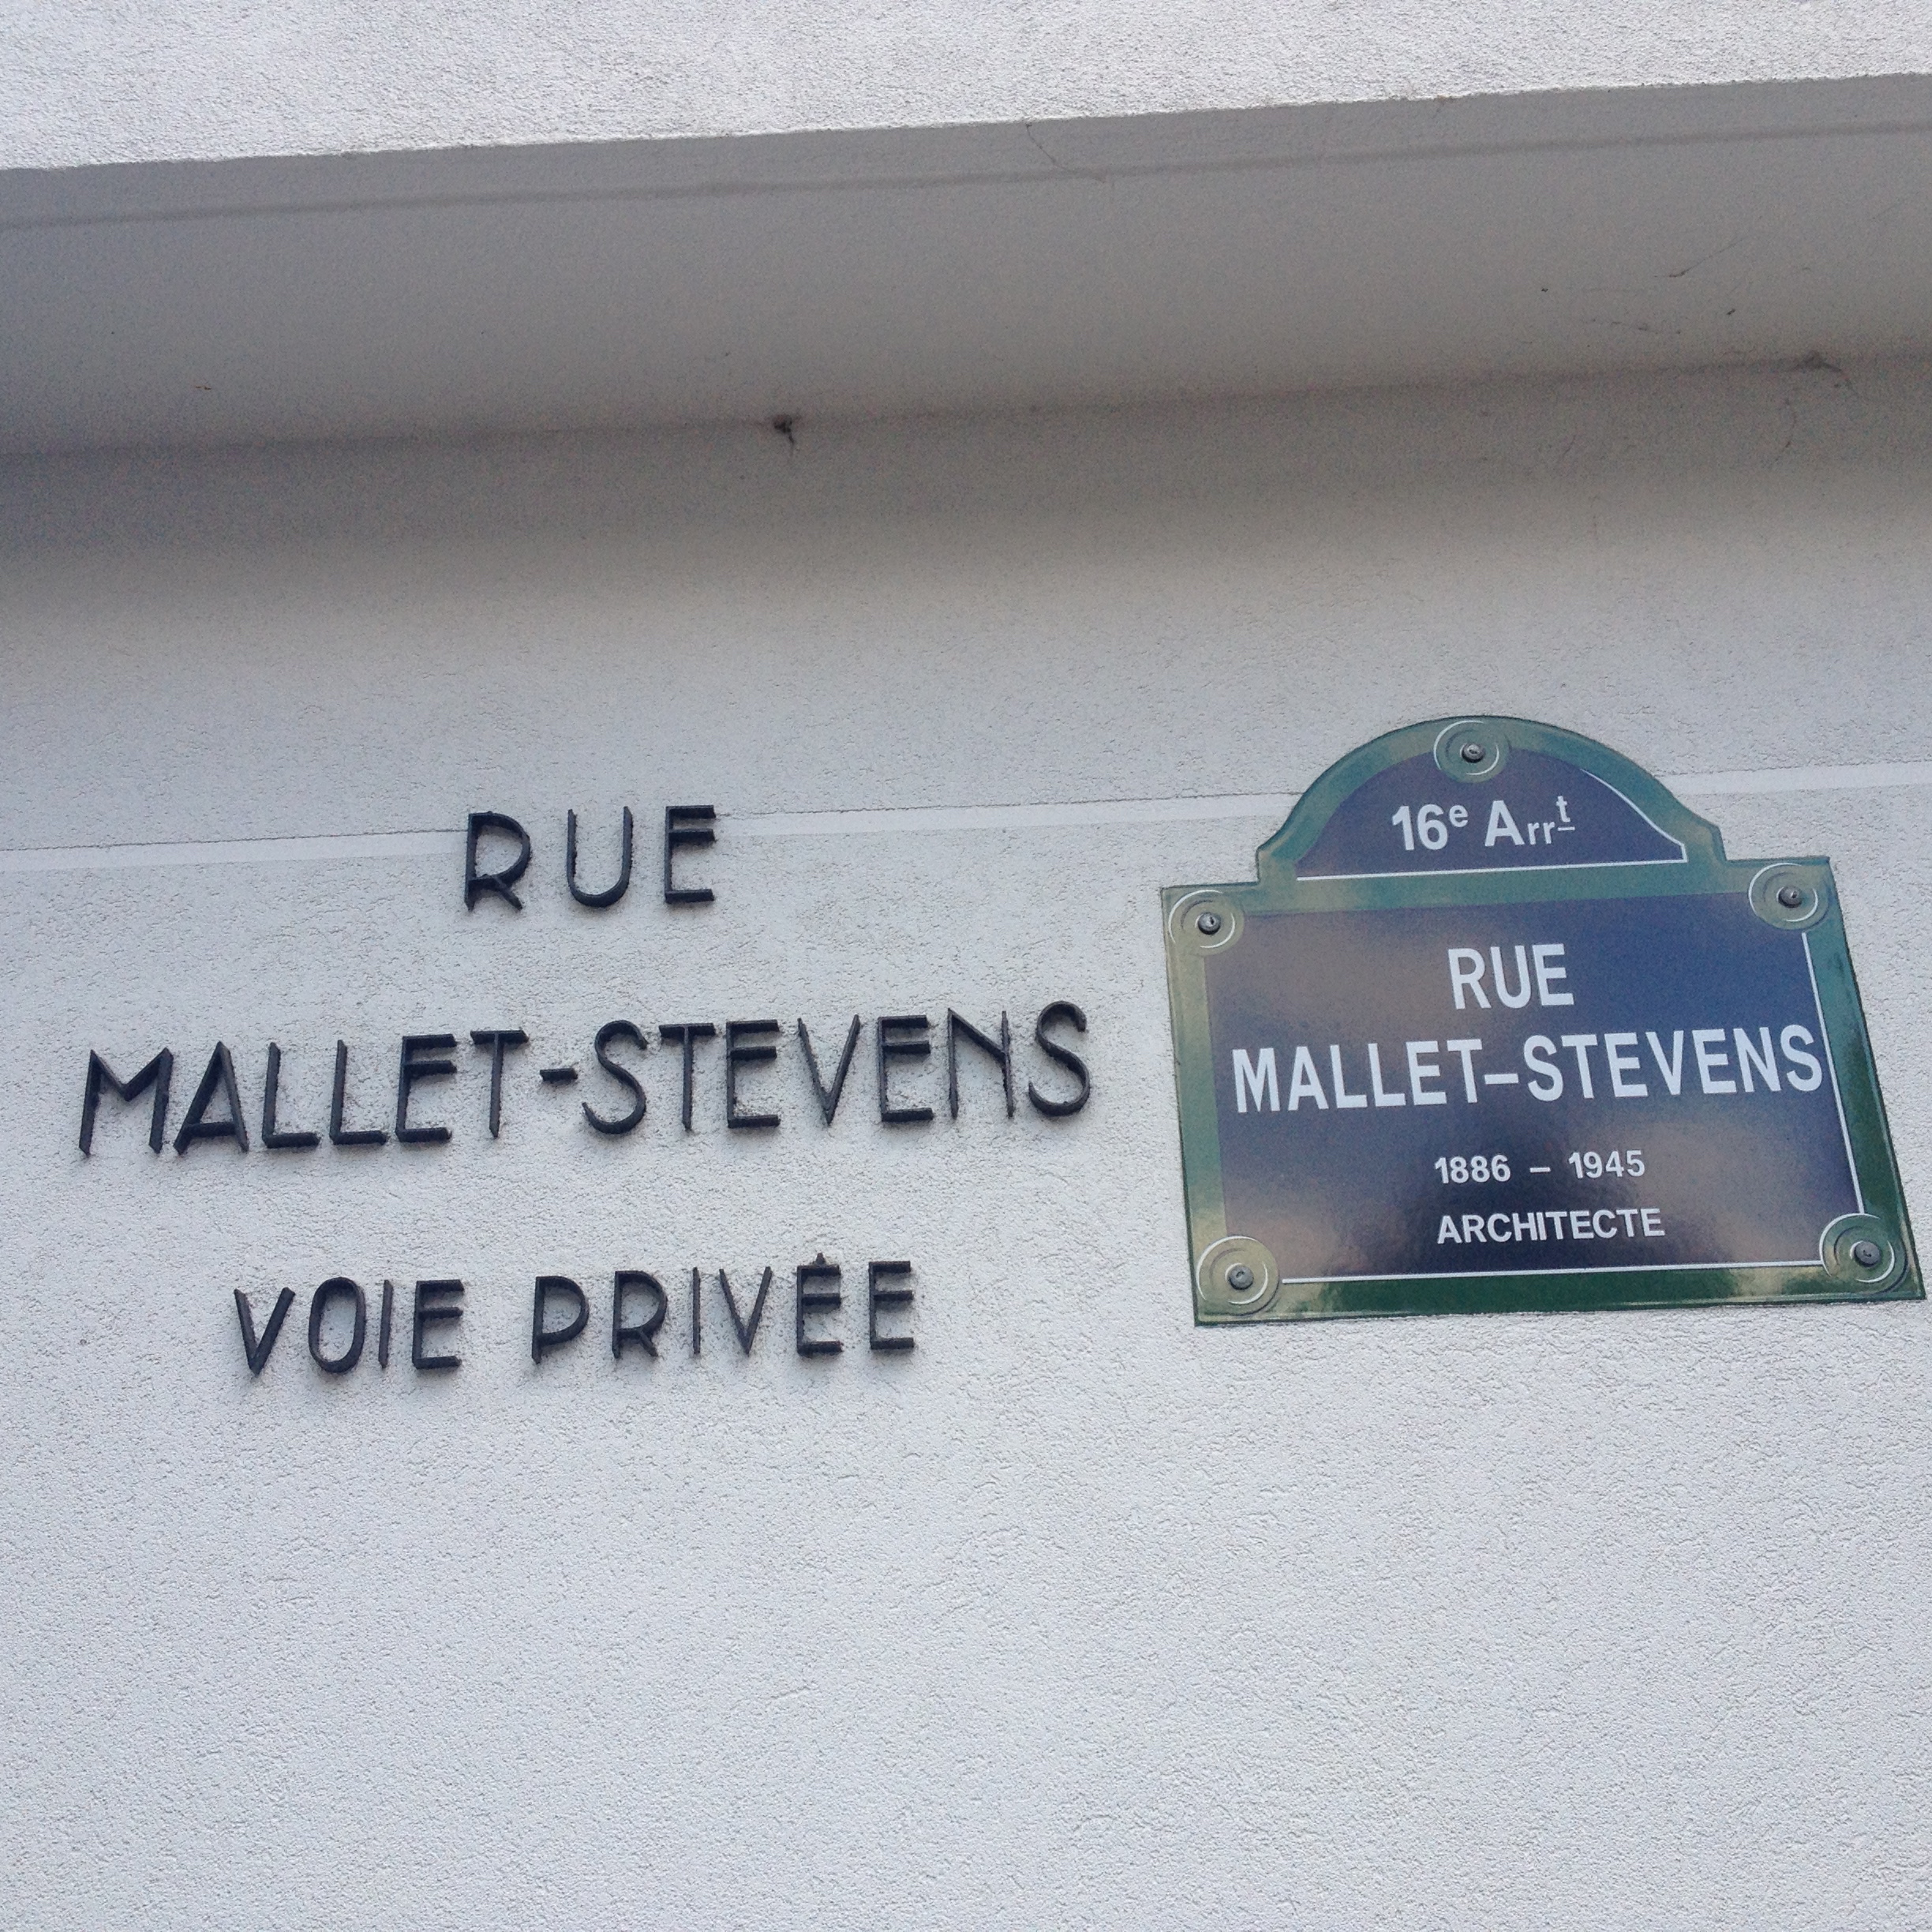 RUE
MALLET-STEVENS
VOIE PRIVÉE
16e Arrt
RUE
MALLET-STEVENS
1886 - 1945
ARCHITECTE